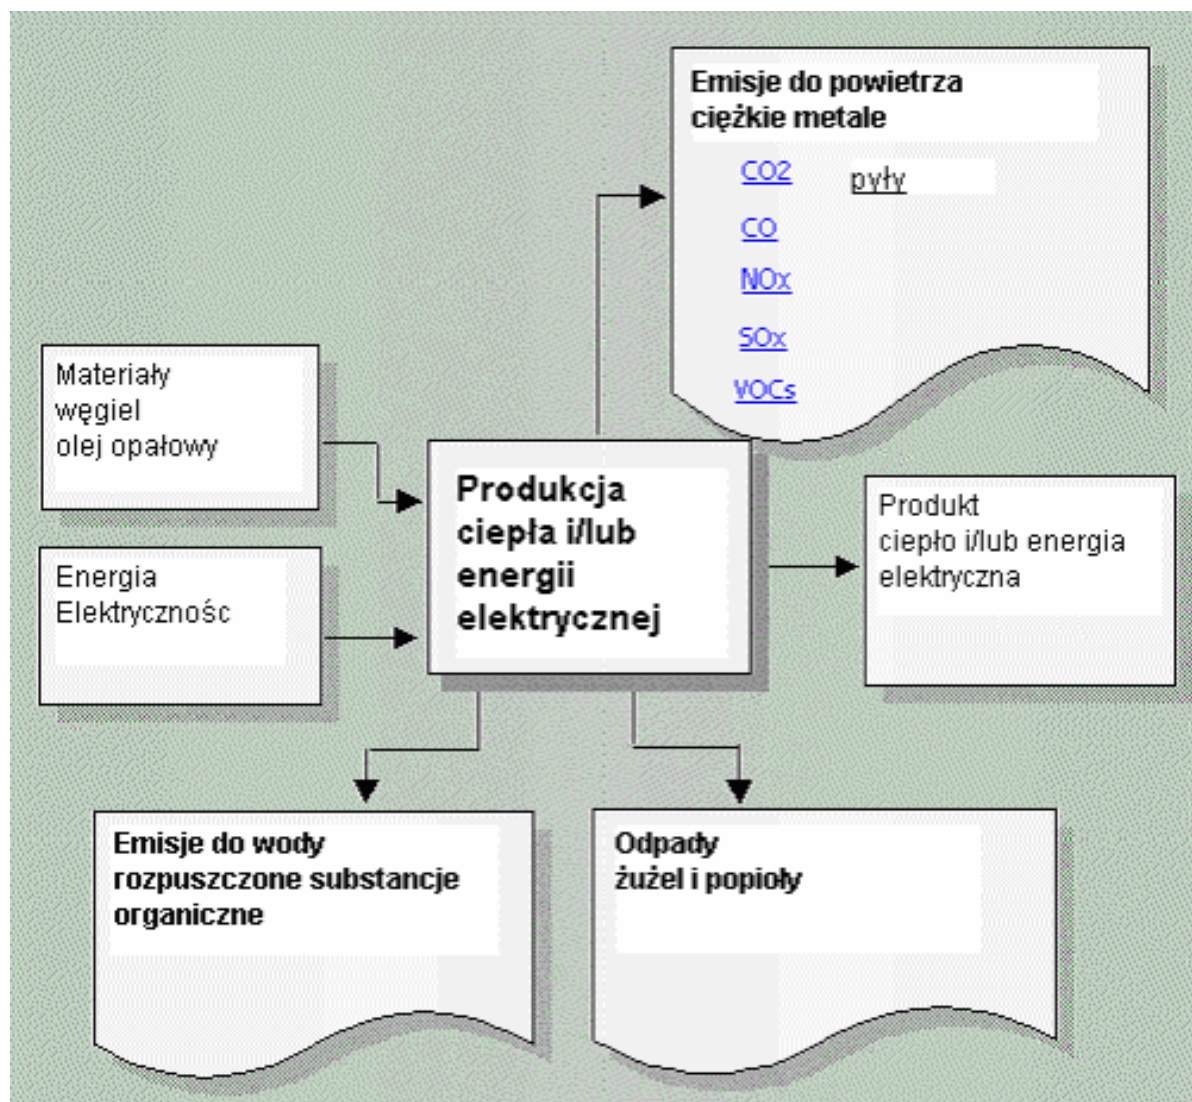 Emisje do powietrza
ciężkie metale
CO2 pyły
CO
NOx
SOx
VOCs
Materiały
węgiel
olej opałowy
Energia
Elektrycznośc
Produkcja
ciepła i/lub
energii
elektrycznej
Produkt
ciepło i/lub energia
elektryczna
Emisje do wody
rozpuszczone substancje
organiczne
Odpady
żużel i popioły